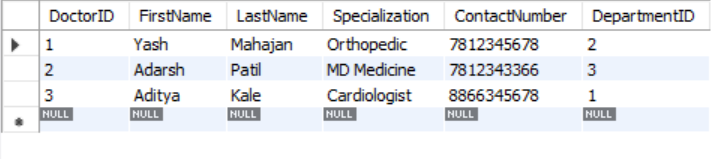 DoctorID FirstName LastName Specialization ContactNumber DepartmentID
1 Yash Mahajan Orthopedic 7812345678 2
2 Adarsh Patil MD Medicine 7812343366 3
3 Aditya Kale Cardiologist 8866345678 1
NULL NULL NULL NULL NULL NULL